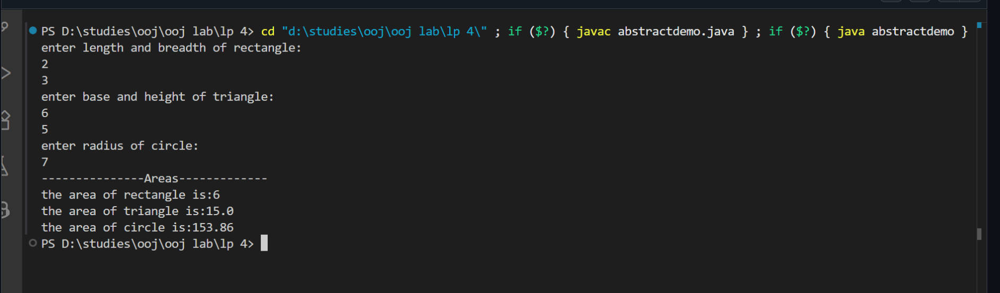 PS D:\studies\ooj\ooj lab\lp 4> cd "d:\studies\ooj\ooj lab\lp 4\" ; if ($?) { javac abstractdemo.java } ; if ($?) { java abstractdemo }
enter length and breadth of rectangle:
2
3
enter base and height of triangle:
6
5
enter radius of circle:
7
---------------Areas-------------
the area of rectangle is:6
the area of triangle is:15.0
the area of circle is:153.86
PS D:\studies\ooj\ooj lab\lp 4>